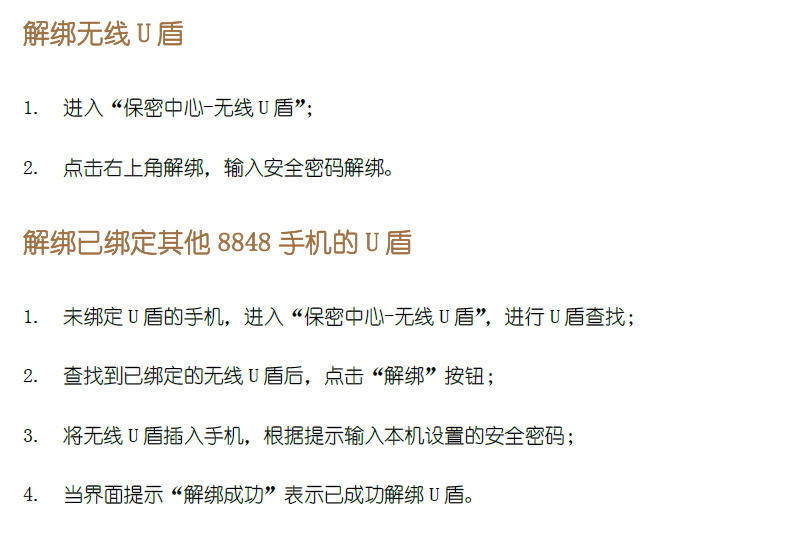 解绑无线 U 盾
1. 进入“保密中心-无线 U 盾”；
2. 点击右上角解绑，输入安全密码解绑。
解绑已绑定其他 8848 手机的 U 盾
1. 未绑定 U 盾的手机，进入“保密中心-无线 U 盾”，进行 U 盾查找；
2. 查找到已绑定的无线 U 盾后，点击“解绑”按钮；
3. 将无线 U 盾插入手机，根据提示输入本机设置的安全密码；
4. 当界面提示“解绑成功”表示已成功解绑 U 盾。